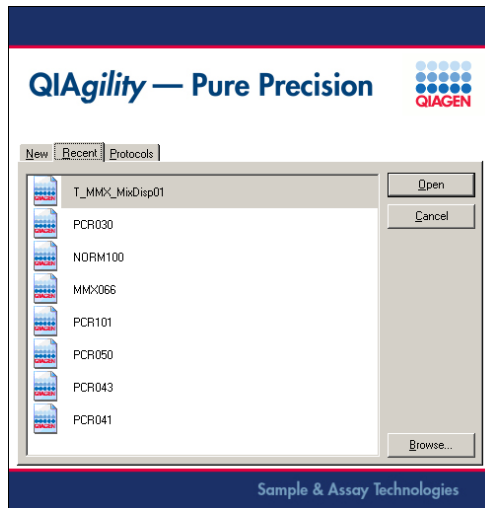 QIAgility — Pure Precision
QIAGEN
New Recent Protocols
T_MMX_MixDisp01
PCR030
NORM100
MMX066
PCR101
PCR050
PCR043
PCR041
Open
Cancel
Browse...
Sample & Assay Technologies